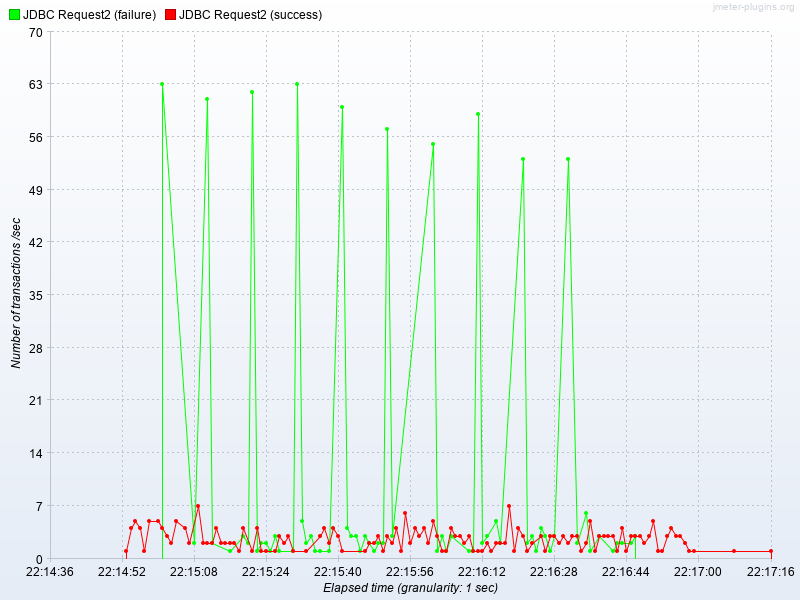 JDBC Request2 (failure) JDBC Request2 (success)
jmeter-plugins.org
70
63
56
49
42
35
28
21
14
7
0
Number of transactions /sec
22:14:36 22:14:52 22:15:08 22:15:24 22:15:40 22:15:56 22:16:12 22:16:28 22:16:44 22:17:00 22:17:16
Elapsed time (granularity: 1 sec)